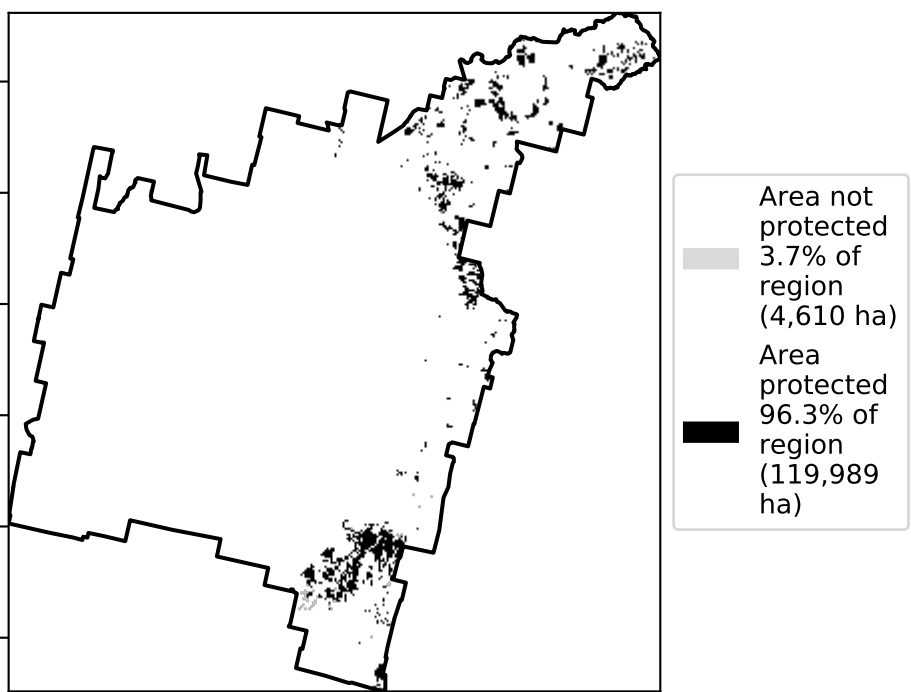 Area not
protected
3.7% of
region
(4,610 ha)
Area
protected
96.3% of
region
(119,989
ha)